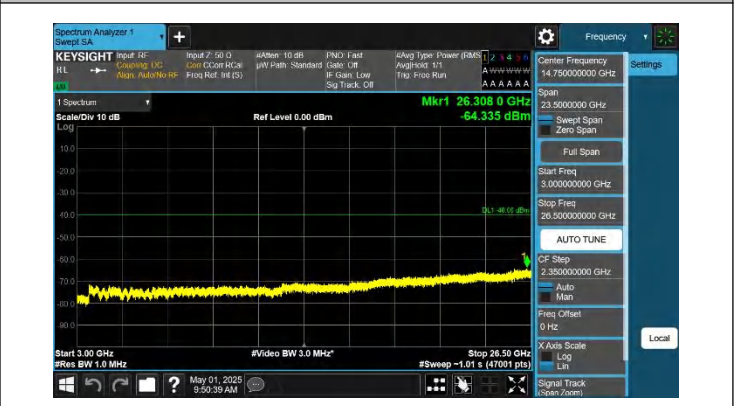 Spectrum Analyzer 1
Swept SA
+
Frequency
KEYSIGHT
RL
Input: RF
Coupling: DC
Align: Auto/No RF
Input Z: 50 Ω
Corr CCorr RCal
Freq Ref: Int (S)
#Atten: 10 dB
µW Path: Standard
PNO: Fast
Gate: Off
IF Gain: Low
Sig Track: Off
#Avg Type: Power (RMS
Avg|Hold: 1/1
Trig: Free Run
1 2 3 4 5 6
A W W W W W
A A A A A A
1 Spectrum
Scale/Div 10 dB
Log
Ref Level 0.00 dBm
Mkr1 26.308 0 GHz
-64.335 dBm
-10.0
-20.0
-30.0
-40.0
-50.0
-60.0
-70.0
-80.0
-90.0
1
Start 3.00 GHz
#Res BW 1.0 MHz
#Video BW 3.0 MHz*
Stop 26.50 GHz
#Sweep ~1.01 s (47001 pts)
?
May 01, 2025
9:50:39 AM
Center Frequency
14.750000000 GHz
Settings
Span
23.5000000 GHz
Swept Span
Zero Span
Full Span
Start Freq
3.000000000 GHz
Stop Freq
26.500000000 GHz
AUTO TUNE
CF Step
2.350000000 GHz
Auto
Man
Freq Offset
0 Hz
X Axis Scale
Log
Lin
Local
Signal Track
(Span Zoom)